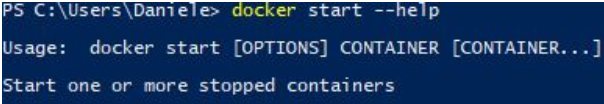 PS C:\Users\Daniele> docker start --help
Usage:  docker start [OPTIONS] CONTAINER [CONTAINER...]
Start one or more stopped containers